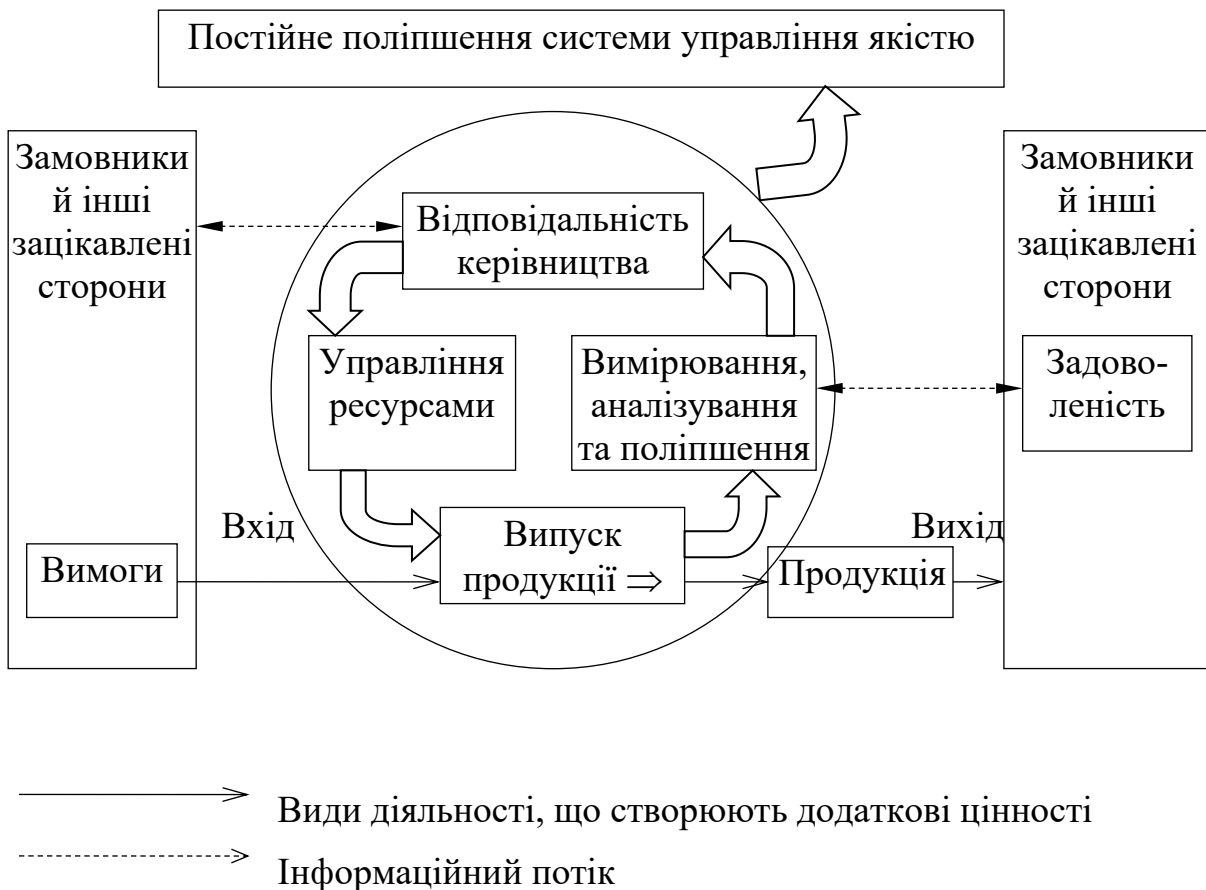 Постійне поліпшення системи управління якістю
Замовники
й інші
зацікавлені
сторони
Відповідальність
керівництва
Замовники
й інші
зацікавлені
сторони
Управління
ресурсами
Вимірювання,
аналізування
та поліпшення
Задово-
леність
Вхід
Випуск
продукції ⇒
Вихід
Вимоги
Продукція
Види діяльності, що створюють додаткові цінності
Інформаційний потік